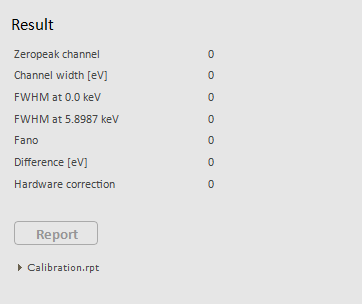 Result
Zeropeak channel 0
Channel width [eV] 0
FWHM at 0.0 keV 0
FWHM at 5.8987 keV 0
Fano 0
Difference [eV] 0
Hardware correction 0
Report
Calibration.rpt